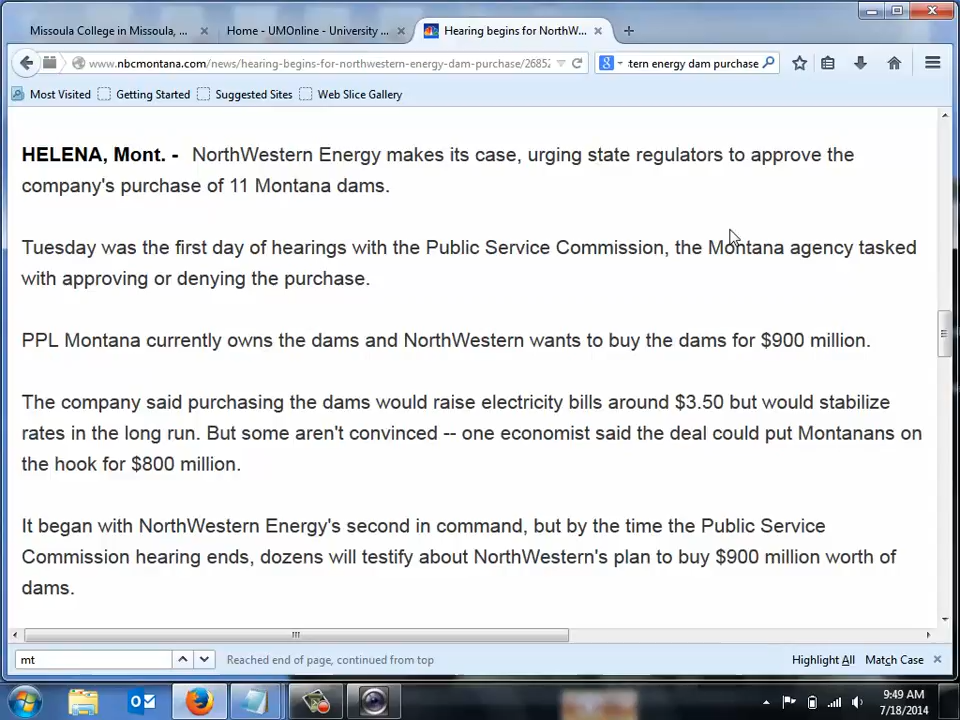 Missoula College in Missoula, ...
Home - UMOnline - University ...
Hearing begins for NorthW...
www.nbcmontana.com/news/hearing-begins-for-northwestern-energy-dam-purchase/2685
tern energy dam purchase
Most Visited
Getting Started
Suggested Sites
Web Slice Gallery
HELENA, Mont. - NorthWestern Energy makes its case, urging state regulators to approve the
company's purchase of 11 Montana dams.
Tuesday was the first day of hearings with the Public Service Commission, the Montana agency tasked
with approving or denying the purchase.
PPL Montana currently owns the dams and NorthWestern wants to buy the dams for $900 million.
The company said purchasing the dams would raise electricity bills around $3.50 but would stabilize
rates in the long run. But some aren't convinced -- one economist said the deal could put Montanans on
the hook for $800 million.
It began with NorthWestern Energy's second in command, but by the time the Public Service
Commission hearing ends, dozens will testify about NorthWestern's plan to buy $900 million worth of
dams.
mt
Reached end of page, continued from top
Highlight All
Match Case
9:49 AM
7/18/2014